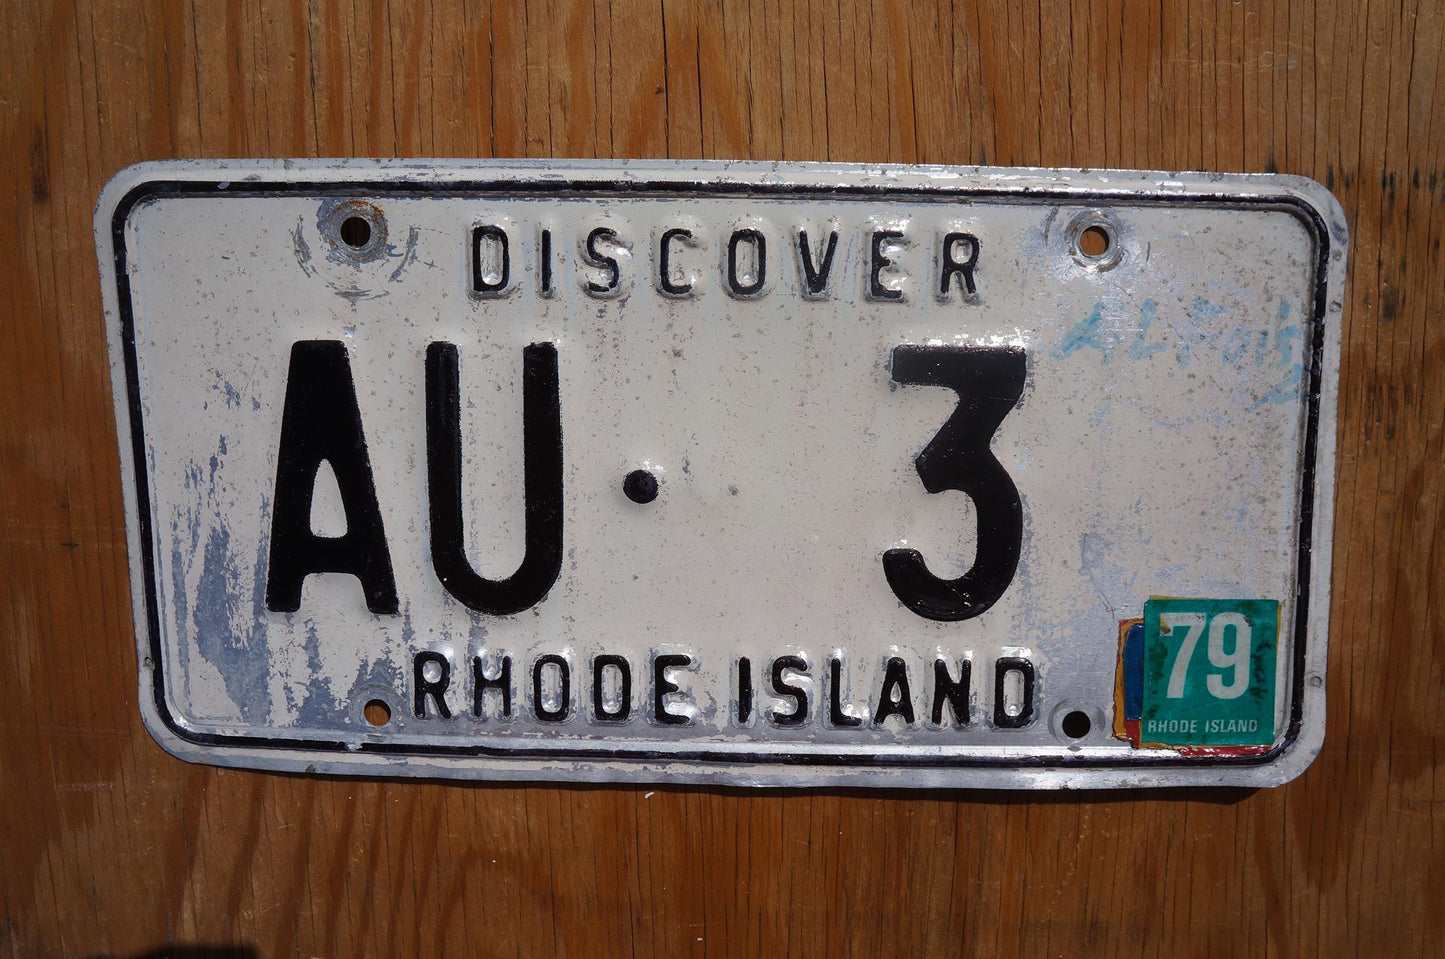 DISCOVER
AU · 3
RHODE ISLAND
79
RHODE ISLAND